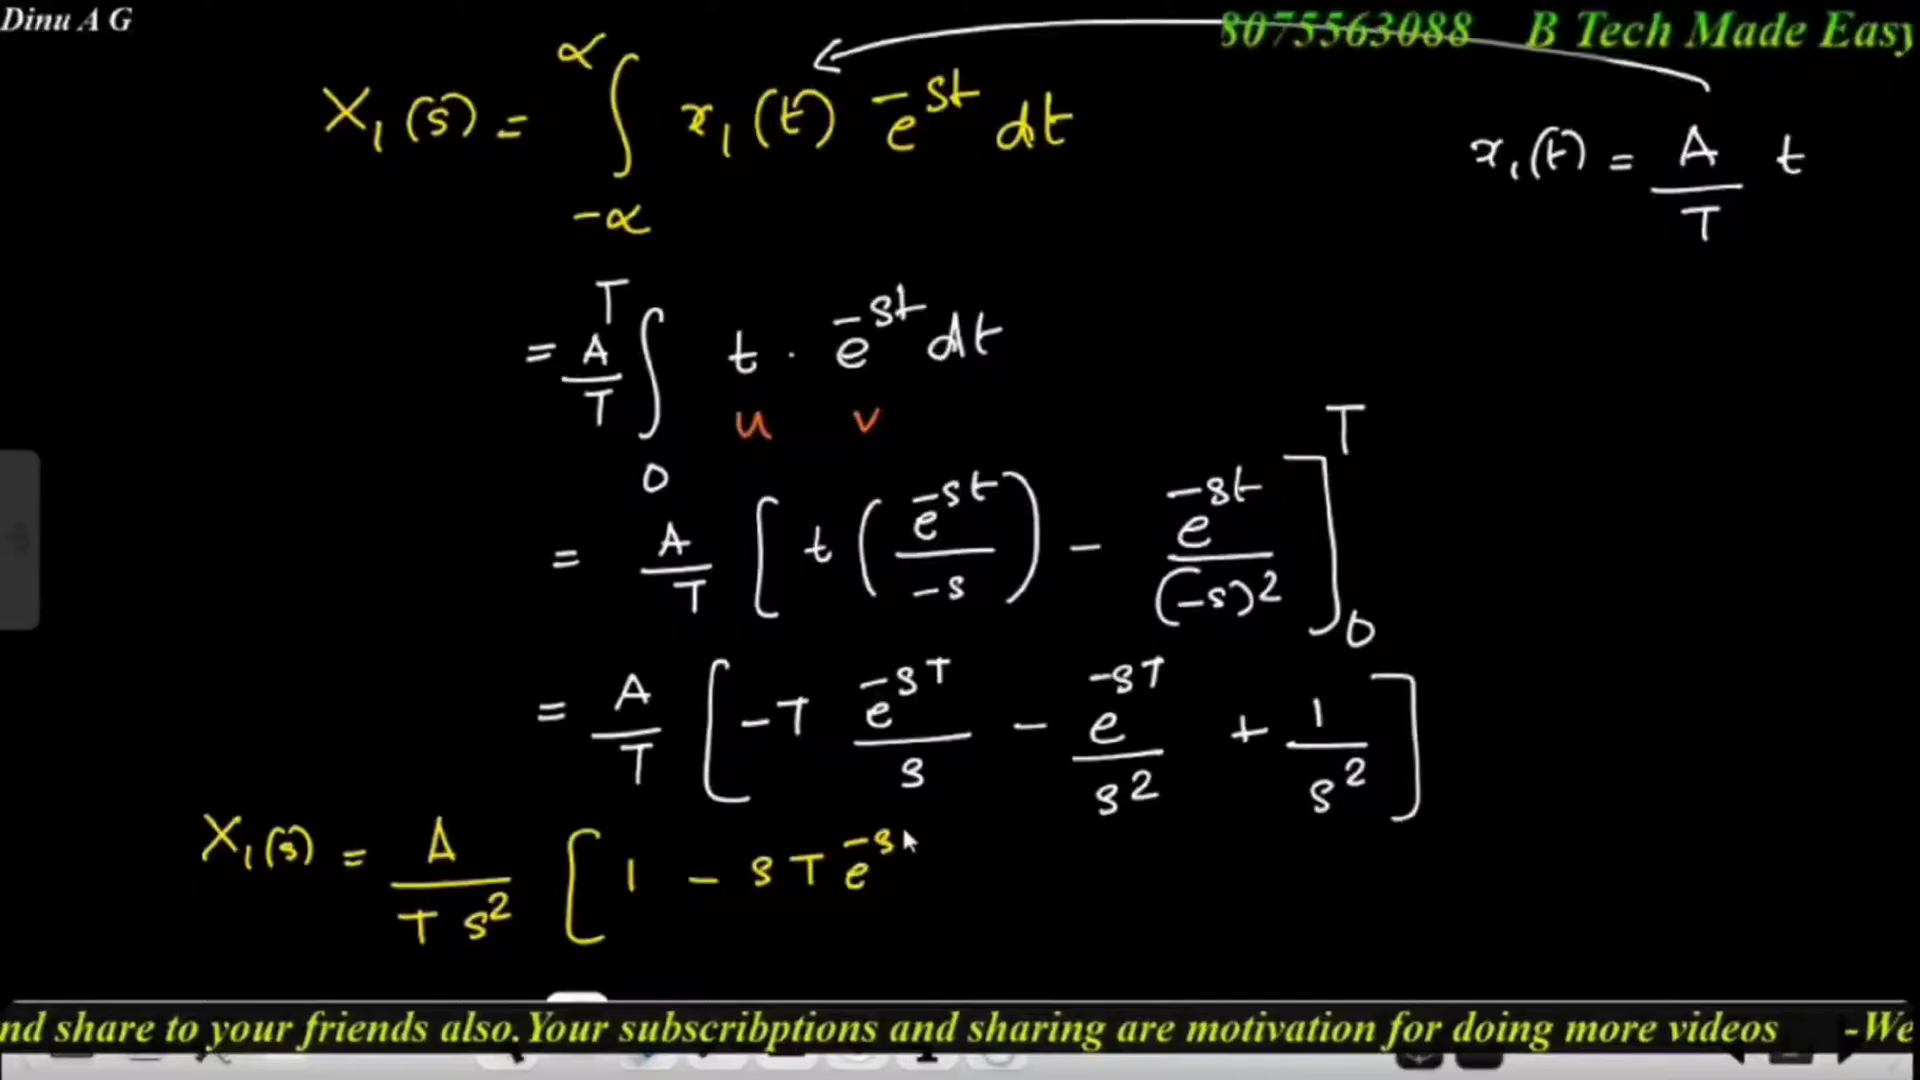 Dinu A G
8075563088 B Tech Made Easy
X₁(s) = ∫_{-∝}^{∝} x₁(t) e^{-st} dt
x₁(t) = A/T t
= A/T ∫_0^T t · e^{-st} dt
u v
= A/T [ t ( e^{-st} / -s ) - e^{-st} / (-s)² ]_0^T
= A/T [ -T e^{-sT} / s - e^{-sT} / s² + 1/s² ]
X₁(s) = A / T s² [ 1 - s T e^{-s
nd share to your friends also.Your subscribptions and sharing are motivation for doing more videos -We